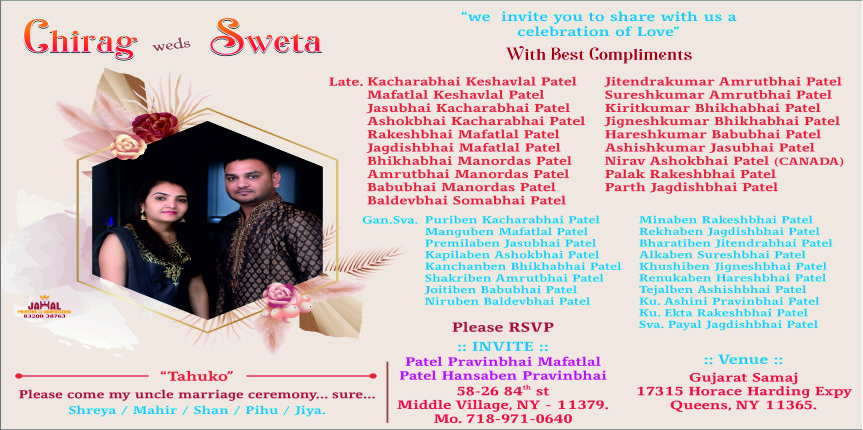 Chirag weds Sweta
"we invite you to share with us a
celebration of Love"
With Best Compliments
Late. Kacharabhai Keshavlal Patel
Mafatlal Keshavlal Patel
Jasubhai Kacharabhai Patel
Ashokbhai Kacharabhai Patel
Rakeshbhai Mafatlal Patel
Jagdishbhai Mafatlal Patel
Bhikhabhai Manordas Patel
Amrutbhai Manordas Patel
Babubhai Manordas Patel
Baldevbhai Somabhai Patel
Jitendrakumar Amrutbhai Patel
Sureshkumar Amrutbhai Patel
Kiritkumar Bhikhabhai Patel
Jigneshkumar Bhikhabhai Patel
Hareshkumar Babubhai Patel
Ashishkumar Jasubhai Patel
Nirav Ashokbhai Patel (CANADA)
Palak Rakeshbhai Patel
Parth Jagdishbhai Patel
Gan.Sva. Puriben Kacharabhai Patel
Manguben Mafatlal Patel
Premilaben Jasubhai Patel
Kapilaben Ashokbhai Patel
Kanchanben Bhikhabhai Patel
Shakriben Amrutbhai Patel
Joitiben Babubhai Patel
Niruben Baldevbhai Patel
Minaben Rakeshbhai Patel
Rekhaben Jagdishbhai Patel
Bharatiben Jitendrabhai Patel
Alkaben Sureshbhai Patel
Khushiben Jigneshbhai Patel
Renukaben Hareshbhai Patel
Tejalben Ashishbhai Patel
Ku. Ashini Pravinbhai Patel
Ku. Ekta Rakeshbhai Patel
Sva. Payal Jagdishbhai Patel
JAMAL
PRINTING & ADVERTISING
83200 38763
"Tahuko"
Please come my uncle marriage ceremony... sure...
Shreya / Mahir / Shan / Pihu / Jiya.
Please RSVP
:: INVITE ::
Patel Pravinbhai Mafatlal
Patel Hansaben Pravinbhai
58-26 84th st
Middle Village, NY - 11379.
Mo. 718-971-0640
:: Venue ::
Gujarat Samaj
17315 Horace Harding Expy
Queens, NY 11365.